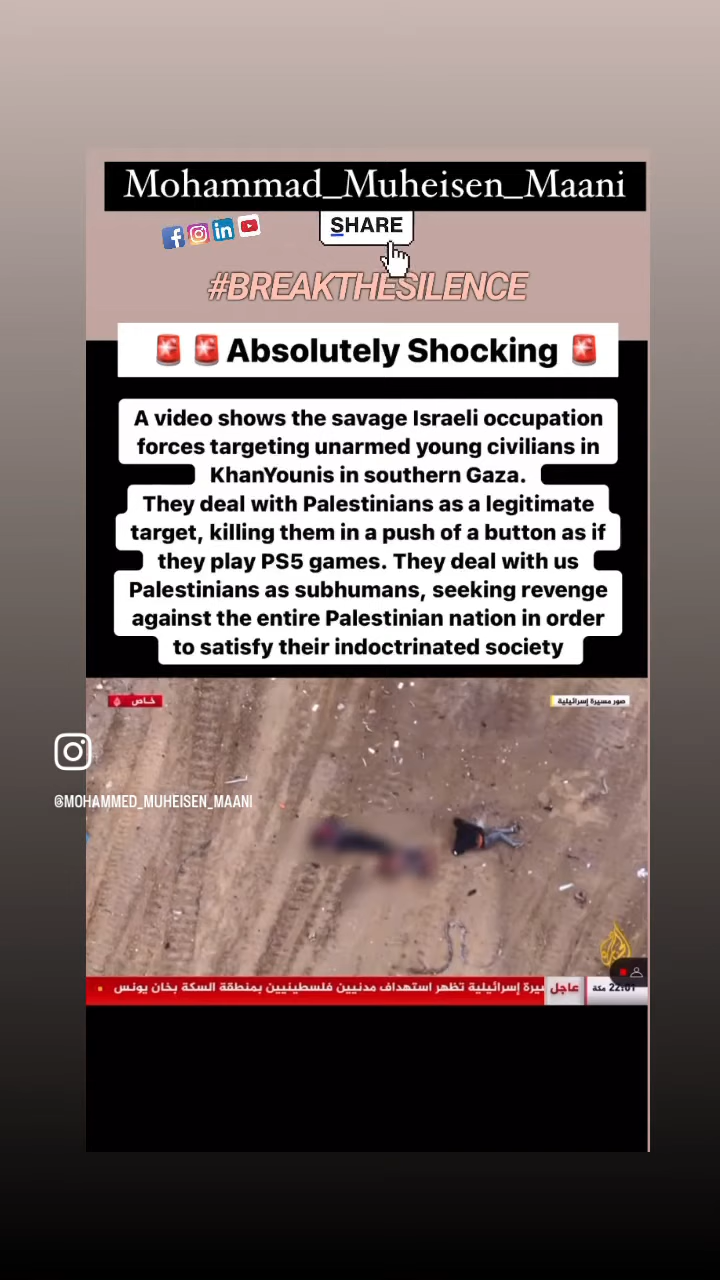 Mohammad_Muheisen_Maani
SHARE
#BREAKTHESILENCE
🚨 🚨 Absolutely Shocking 🚨
A video shows the savage Israeli occupation
forces targeting unarmed young civilians in
KhanYounis in southern Gaza.
They deal with Palestinians as a legitimate
target, killing them in a push of a button as if
they play PS5 games. They deal with us
Palestinians as subhumans, seeking revenge
against the entire Palestinian nation in order
to satisfy their indoctrinated society
خاص
صور مسيرة إسرائيلية
@MOHAMMED_MUHEISEN_MAANI
الجزيرة
عاجل
يرة إسرائيلية تظهر استهداف مدنيين فلسطينيين بمنطقة السكة بخان يونس
22:01 مكة